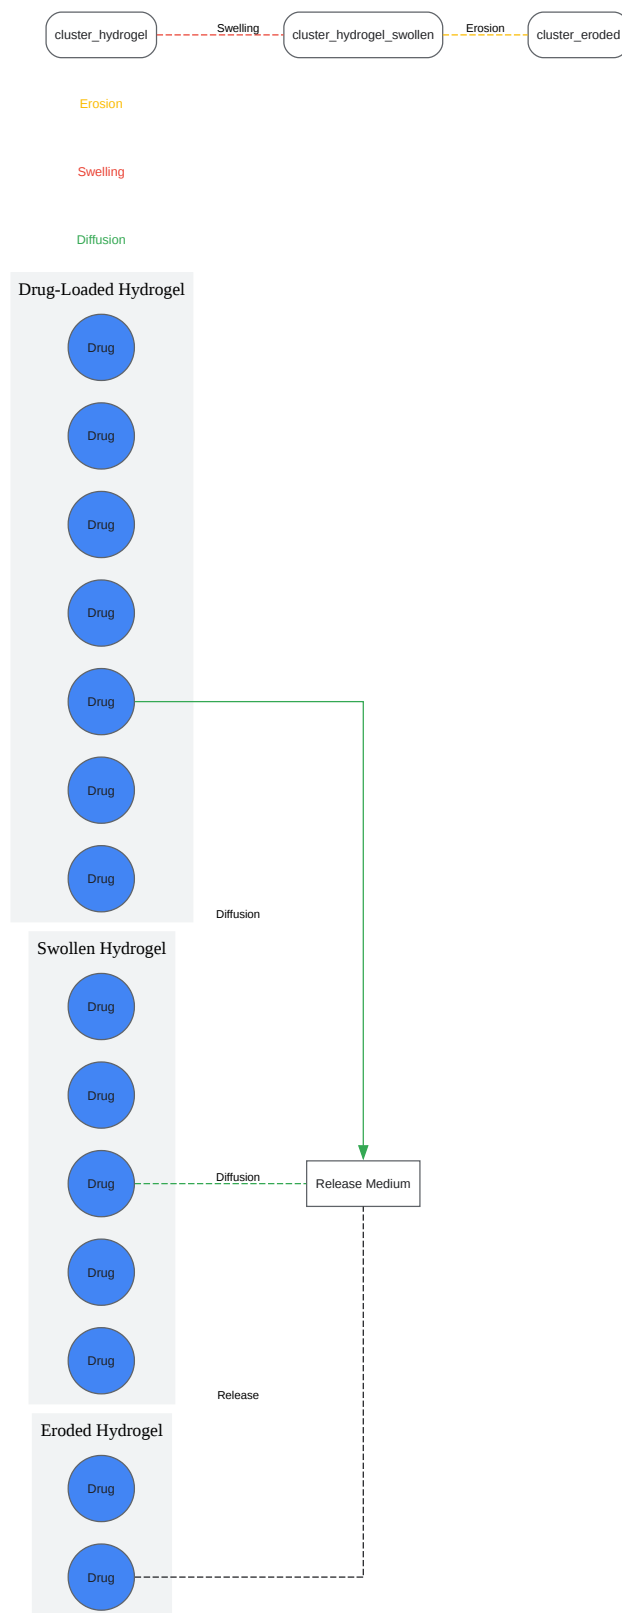 cluster_hydrogel
Swelling
cluster_hydrogel_swollen
Erosion
cluster_eroded
Erosion
Swelling
Diffusion
Drug-Loaded Hydrogel
Drug
Drug
Drug
Drug
Drug
Drug
Drug
Diffusion
Swollen Hydrogel
Drug
Drug
Drug
Diffusion
Release Medium
Drug
Drug
Release
Eroded Hydrogel
Drug
Drug